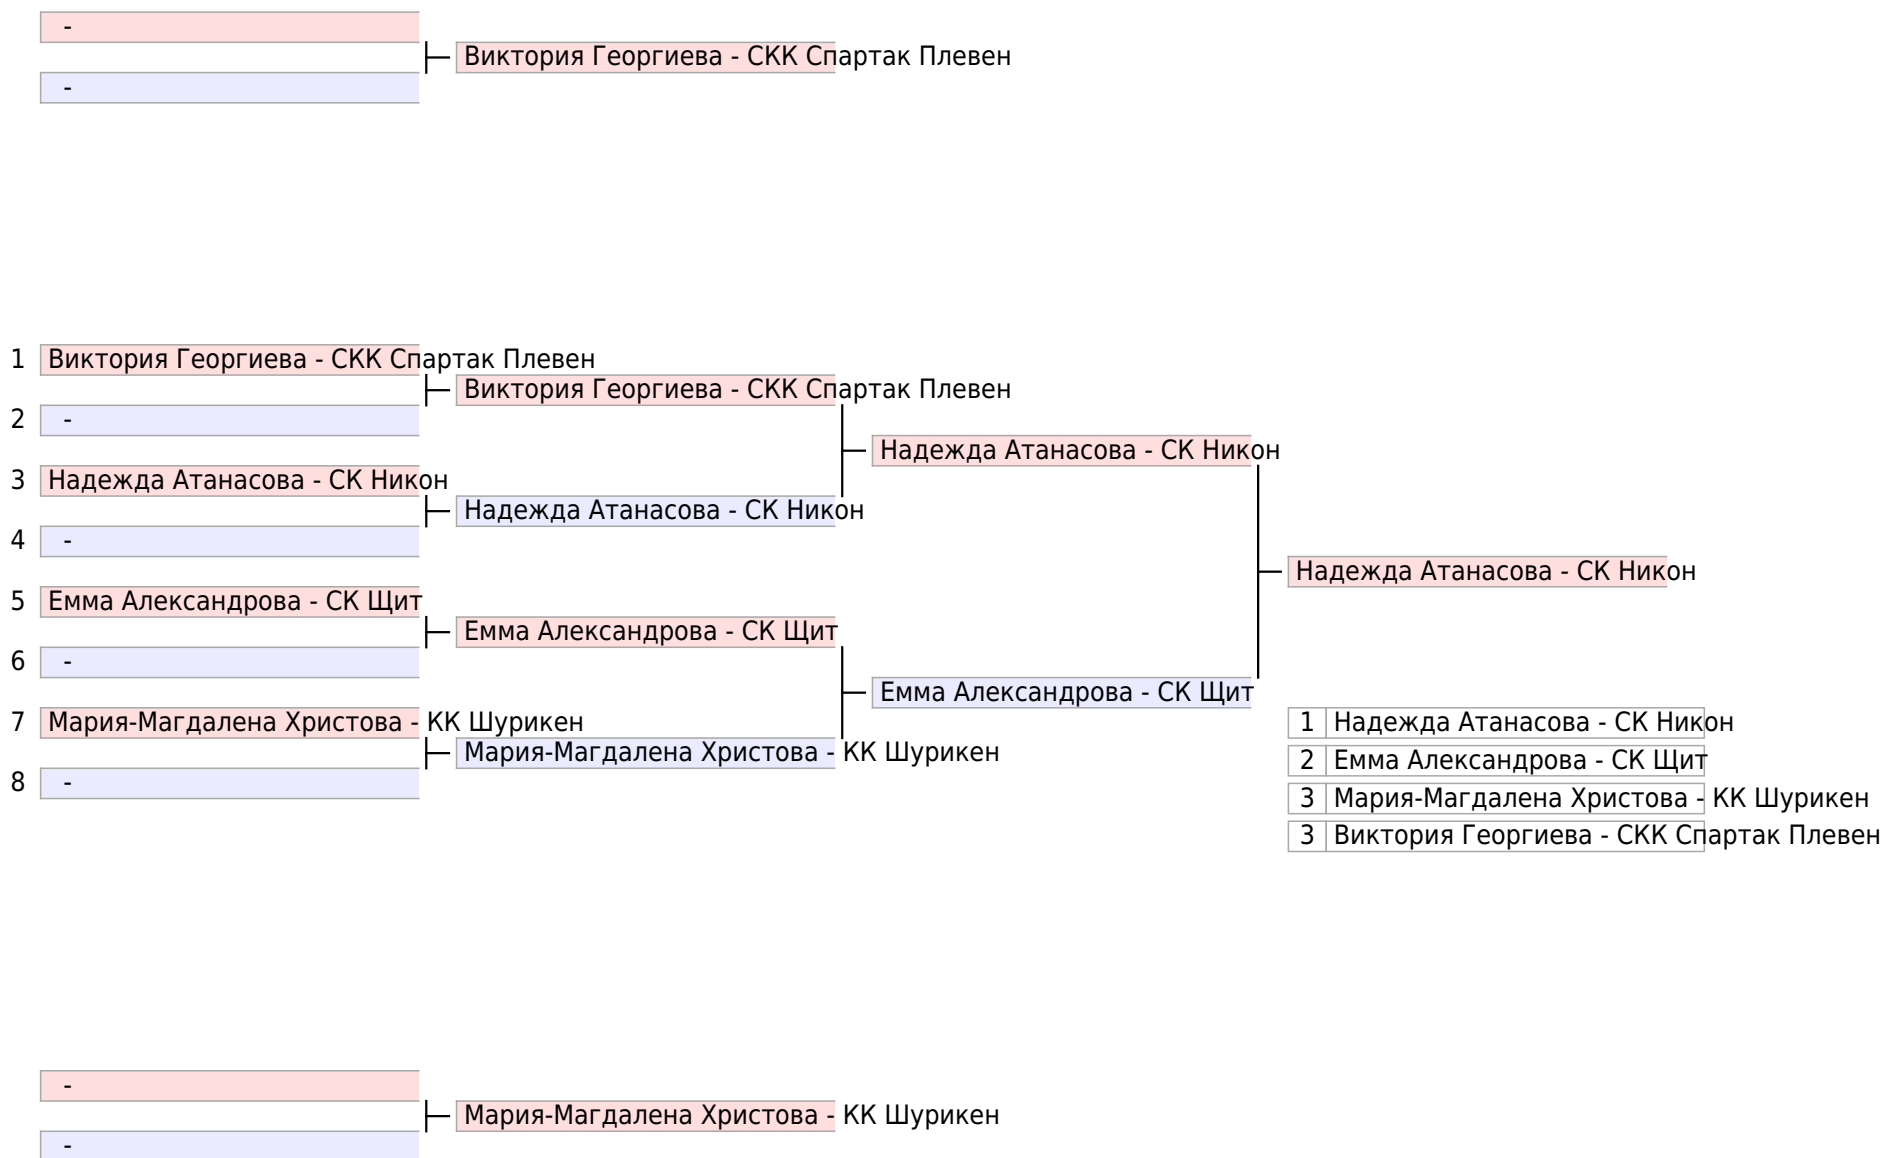 -
Виктория Георгиева - СКК Спартак Плевен
-
1 Виктория Георгиева - СКК Спартак Плевен
Виктория Георгиева - СКК Спартак Плевен
2 -
Надежда Атанасова - СК Никон
3 Надежда Атанасова - СК Никон
Надежда Атанасова - СК Никон
4 -
Надежда Атанасова - СК Никон
5 Емма Александрова - СК Щит
Емма Александрова - СК Щит
6 -
Емма Александрова - СК Щит
7 Мария-Магдалена Христова - КК Шурикен
Мария-Магдалена Христова - КК Шурикен
8 -
1 Надежда Атанасова - СК Никон
2 Емма Александрова - СК Щит
3 Мария-Магдалена Христова - КК Шурикен
3 Виктория Георгиева - СКК Спартак Плевен
-
Мария-Магдалена Христова - КК Шурикен
-